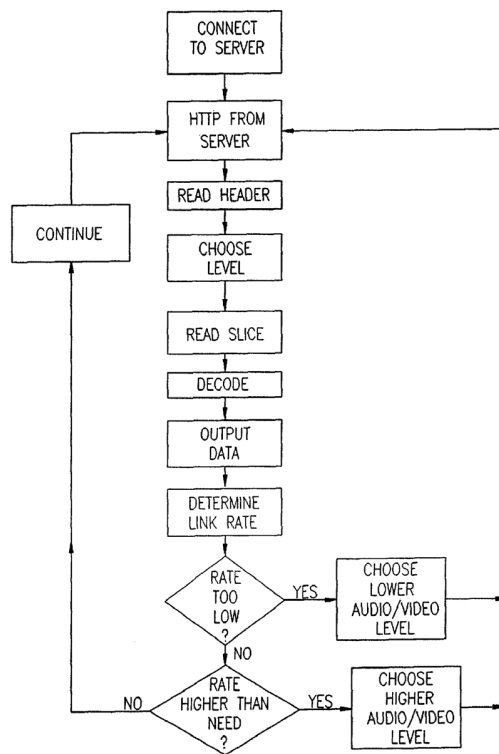 CONNECT
TO SERVER
HTTP FROM
SERVER
READ HEADER
CONTINUE
CHOOSE
LEVEL
READ SLICE
DECODE
OUTPUT
DATA
DETERMINE
LINK RATE
RATE
TOO
LOW
?
YES
CHOOSE
LOWER
AUDIO/VIDEO
LEVEL
NO
NO
RATE
HIGHER THAN
NEED
?
YES
CHOOSE
HIGHER
AUDIO/VIDEO
LEVEL